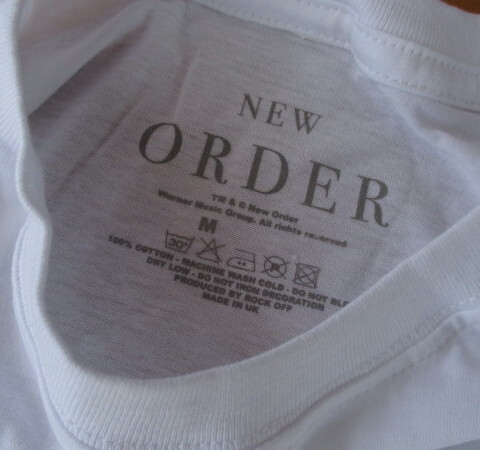 NEW
ORDER
TM & © New Order
Warner Music Group. All rights reserved
M
30°
100% COTTON - MACHINE WASH COLD - DO NOT
DRY LOW - DO NOT IRON DECORATION
PRODUCED BY ROCK OFF
MADE IN UK